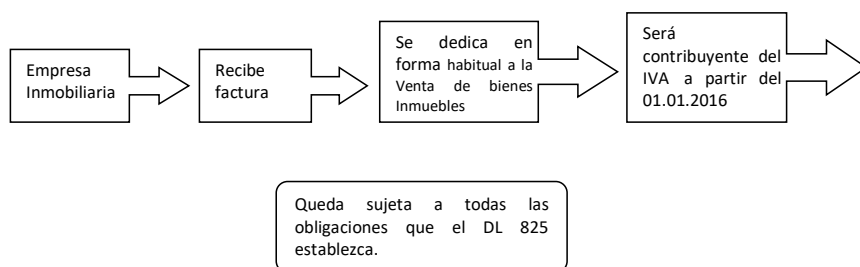 Empresa
Inmobiliaria
Recibe
factura
Se dedica en
forma habitual a la
Venta de bienes
Inmuebles
Será
contribuyente del
IVA a partir del
01.01.2016
Queda sujeta a todas las
obligaciones que el DL 825
establezca.